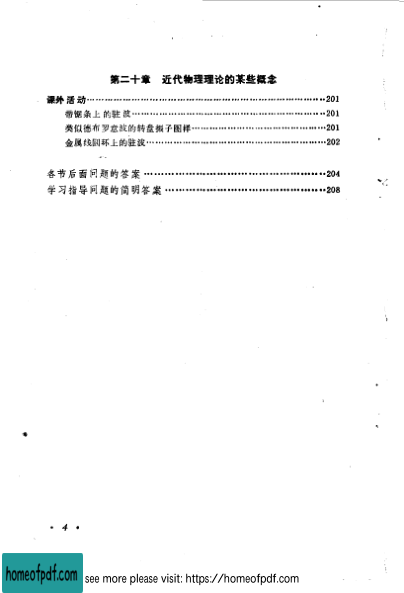 第二十章 近代物理理论的某些概念
课外活动……201
带锯条上的驻波……201
类似德布罗意波的转盘振子图样……201
金属线圆环上的驻波……202
各节后面问题的答案……204
学习指导问题的简明答案……208
• 4 •
homeofpdf.com
see more please visit: https://homeofpdf.com